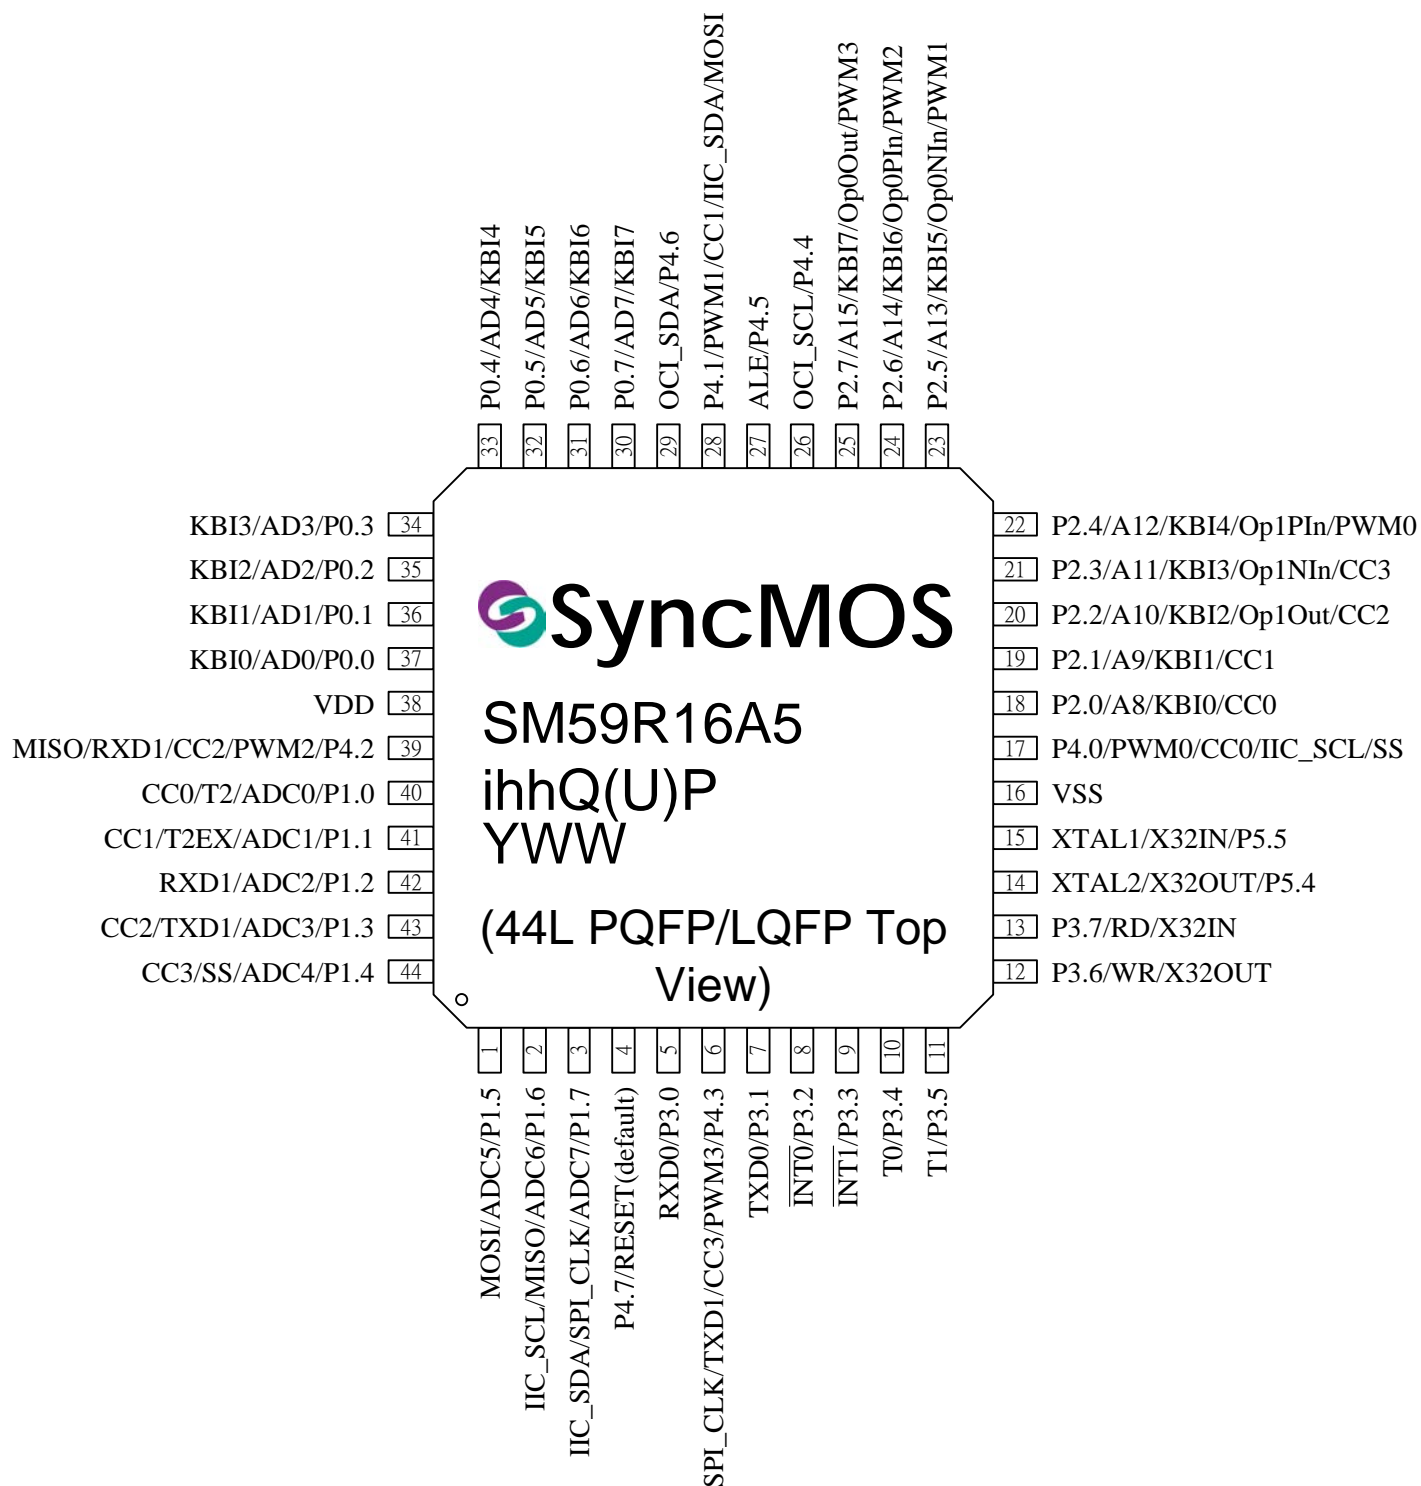 P0.4/AD4/KBI4
P0.5/AD5/KBI5
P0.6/AD6/KBI6
P0.7/AD7/KBI7
OCI_SDA/P4.6
P4.1/PWM1/CC1/IIC_SDA/MOSI
ALE/P4.5
OCI_SCL/P4.4
P2.7/A15/KBI7/Op0Out/PWM3
P2.6/A14/KBI6/Op0PIn/PWM2
P2.5/A13/KBI5/Op0NIn/PWM1
33
32
31
30
29
28
27
26
25
24
23
KBI3/AD3/P0.3 34
KBI2/AD2/P0.2 35
KBI1/AD1/P0.1 36
KBI0/AD0/P0.0 37
VDD 38
MISO/RXD1/CC2/PWM2/P4.2 39
CC0/T2/ADC0/P1.0 40
CC1/T2EX/ADC1/P1.1 41
RXD1/ADC2/P1.2 42
CC2/TXD1/ADC3/P1.3 43
CC3/SS/ADC4/P1.4 44
SyncMOS
SM59R16A5
ihhQ(U)P
YWW
(44L PQFP/LQFP Top
View)
22 P2.4/A12/KBI4/Op1PIn/PWM0
21 P2.3/A11/KBI3/Op1NIn/CC3
20 P2.2/A10/KBI2/Op1Out/CC2
19 P2.1/A9/KBI1/CC1
18 P2.0/A8/KBI0/CC0
17 P4.0/PWM0/CC0/IIC_SCL/SS
16 VSS
15 XTAL1/X32IN/P5.5
14 XTAL2/X32OUT/P5.4
13 P3.7/RD/X32IN
12 P3.6/WR/X32OUT
1
2
3
4
5
6
7
8
9
10
11
MOSI/ADC5/P1.5
IIC_SCL/MISO/ADC6/P1.6
IIC_SDA/SPI_CLK/ADC7/P1.7
P4.7/RESET(default)
RXD0/P3.0
SPI_CLK/TXD1/CC3/PWM3/P4.3
TXD0/P3.1
INT0/P3.2
INT1/P3.3
T0/P3.4
T1/P3.5